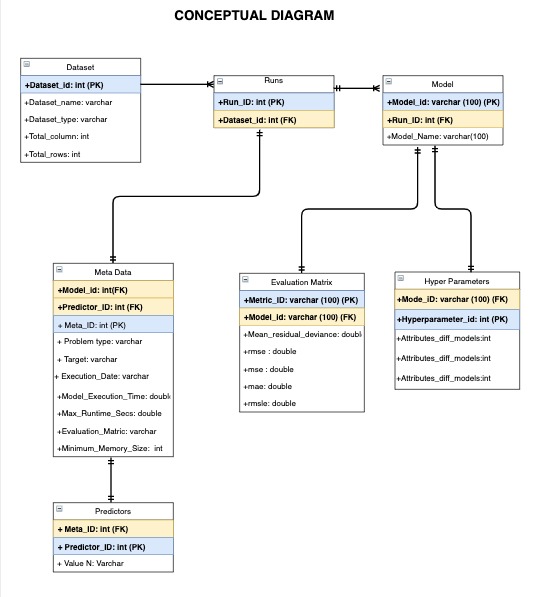 CONCEPTUAL DIAGRAM
Dataset
+Dataset_id: int (PK)
+Dataset_name: varchar
+Dataset_type: varchar
+Total_column: int
+Total_rows: int
Runs
+Run_ID: int (PK)
+Dataset_id: int (FK)
Model
+Model_id: varchar (100) (PK)
+Run_ID: int (FK)
+Model_Name: varchar(100)
Meta Data
+Model_id: int(FK)
+Predictor_ID: int (FK)
+ Meta_ID: int (PK)
+ Problem type: varchar
+ Target: varchar
+ Execution_Date: varchar
+Model_Execution_Time: doubl
+Max_Runtime_Secs: double
+Evaluation_Matric: varchar
+Minimum_Memory_Size: int
Evaluation Matrix
+Metric_ID: varchar (100) (PK)
+Model_id: varchar (100) (FK)
+Mean_residual_deviance: doubl
+rmse : double
+mse : double
+mae: double
+rmsle: double
Hyper Parameters
+Mode_iD: varchar (100) (FK)
+Hyperparameter_id: int (PK)
+Attributes_diff_models:int
+Attributes_diff_models:int
+Attributes_diff_models:int
Predictors
+ Meta_ID: int (FK)
+ Predictor_ID: int (PK)
+ Value N: Varchar